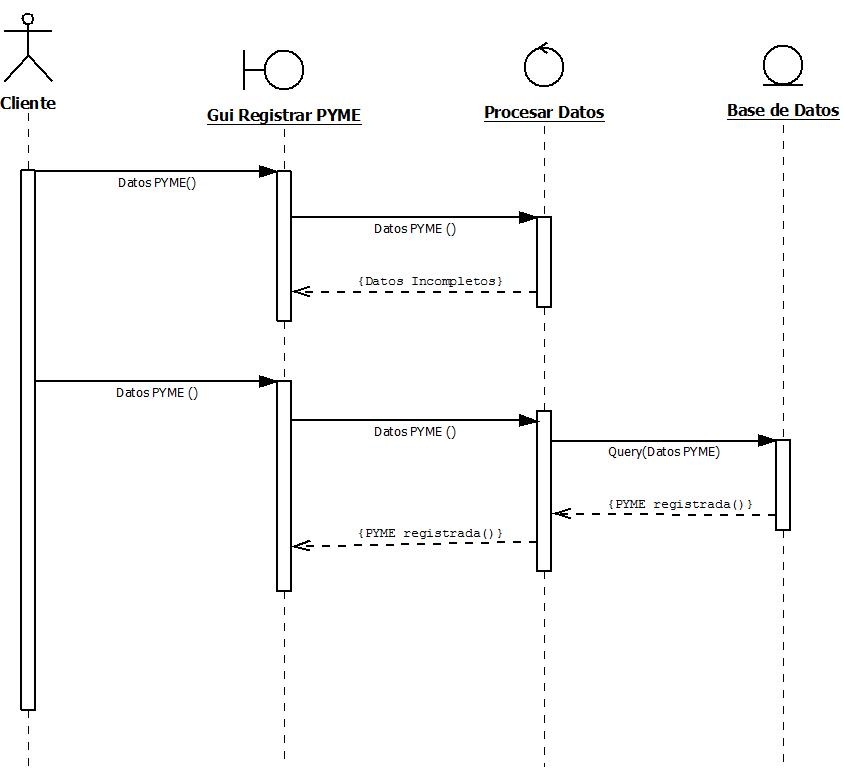 Cliente
Gui Registrar PYME
Procesar Datos
Base de Datos
Datos PYME()
Datos PYME ()
{Datos Incompletos}
Datos PYME ()
Datos PYME ()
Query(Datos PYME)
{PYME registrada()}
{PYME registrada()}